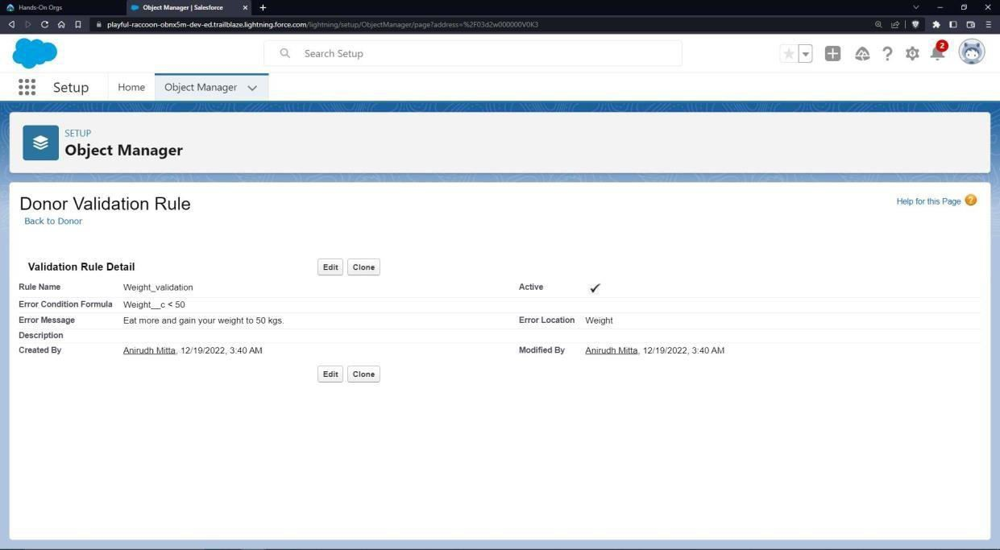 Hands-On Orgs
Object Manager | Salesforce
playful-raccoon-obnx5m-dev-ed.trailblaze.lightning.force.com/lightning/setup/ObjectManager/page?address=%2F03d2w000000V0K3
Search Setup
2
Setup
Home
Object Manager
SETUP
Object Manager
Donor Validation Rule
Help for this Page
Back to Donor
Validation Rule Detail
Edit
Clone
Rule Name Weight_validation Active
Error Condition Formula Weight__c < 50
Error Message Eat more and gain your weight to 50 kgs. Error Location Weight
Description
Created By Anirudh Mitta, 12/19/2022, 3:40 AM Modified By Anirudh Mitta, 12/19/2022, 3:40 AM
Edit
Clone